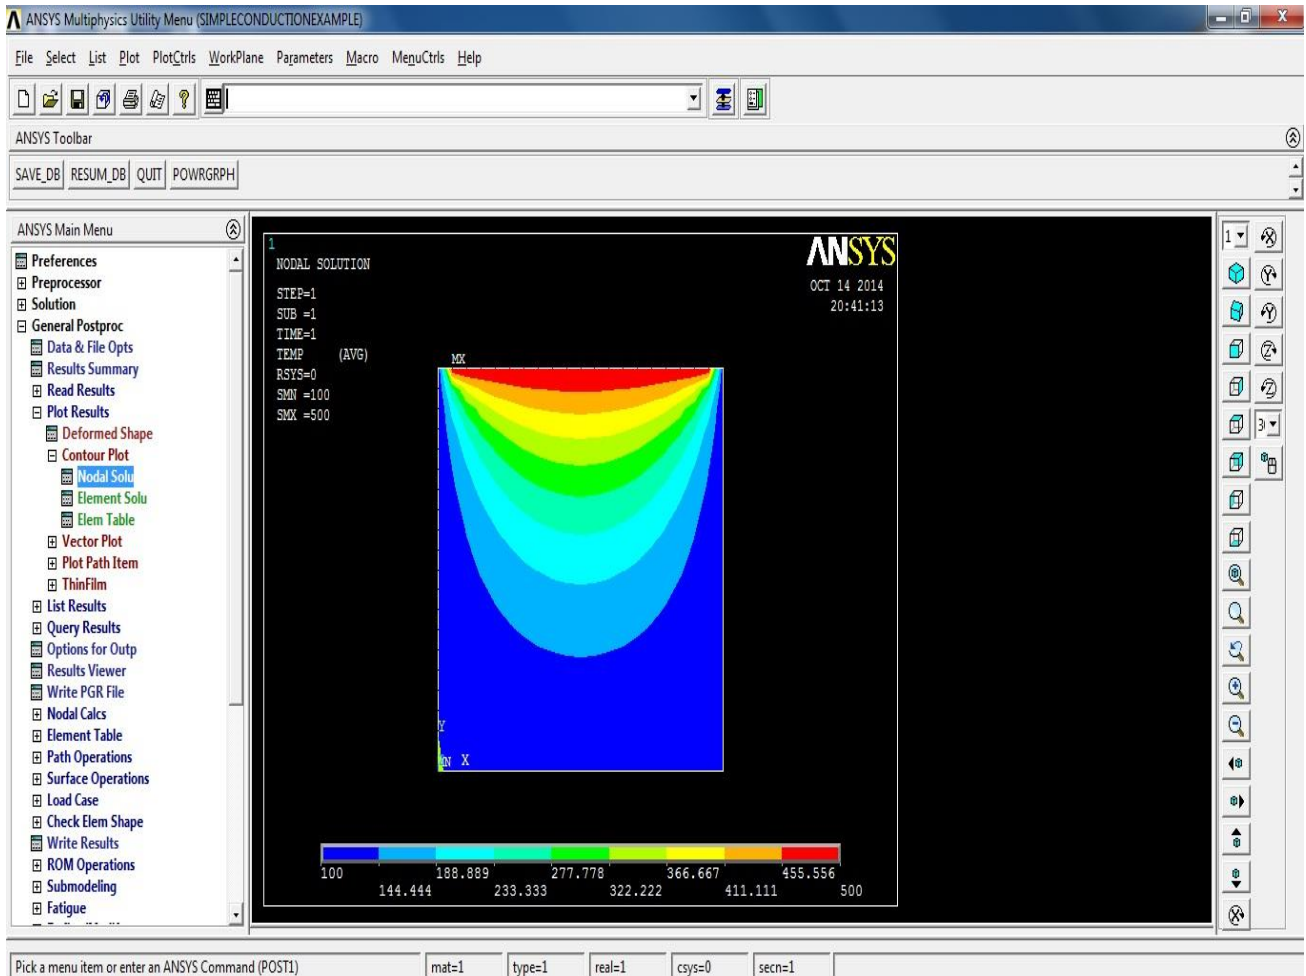 ANSYS Multiphysics Utility Menu (SIMPLECONDUCTIONEXAMPLE)
File Select List Plot PlotCtrls WorkPlane Parameters Macro MenuCtrls Help
ANSYS Toolbar
SAVE_DB RESUM_DB QUIT POWRGRPH
ANSYS Main Menu
Preferences
Preprocessor
Solution
General Postproc
Data & File Opts
Results Summary
Read Results
Plot Results
Deformed Shape
Contour Plot
Nodal Solu
Element Solu
Elem Table
Vector Plot
Plot Path Item
ThinFilm
List Results
Query Results
Options for Outp
Results Viewer
Write PGR File
Nodal Calcs
Element Table
Path Operations
Surface Operations
Load Case
Check Elem Shape
Write Results
ROM Operations
Submodeling
Fatigue
1
NODAL SOLUTION
STEP=1
SUB =1
TIME=1
TEMP (AVG)
RSYS=0
SMN =100
SMX =500
ANSYS
OCT 14 2014
20:41:13
MX
Y
X
100 188.889 277.778 366.667 455.556
144.444 233.333 322.222 411.111 500
1
X
Y
Y
Z
Z
X
Pick a menu item or enter an ANSYS Command (POST1) mat=1 type=1 real=1 csys=0 secn=1